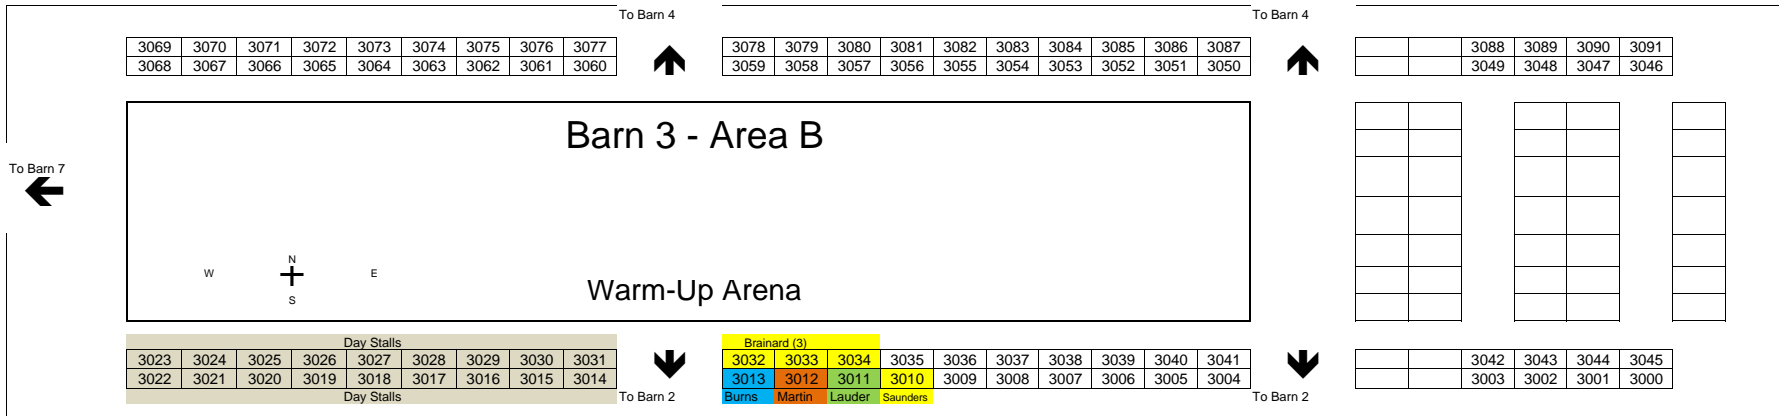 To Barn 4 To Barn 4
3069 3070 3071 3072 3073 3074 3075 3076 3077 3078 3079 3080 3081 3082 3083 3084 3085 3086 3087 3088 3089 3090 3091
3068 3067 3066 3065 3064 3063 3062 3061 3060 3059 3058 3057 3056 3055 3054 3053 3052 3051 3050 3049 3048 3047 3046
Barn 3 - Area B
To Barn 7
N
W E
S
Warm-Up Arena
Day Stalls Brainard (3)
3023 3024 3025 3026 3027 3028 3029 3030 3031 3032 3033 3034 3035 3036 3037 3038 3039 3040 3041 3042 3043 3044 3045
3022 3021 3020 3019 3018 3017 3016 3015 3014 3013 3012 3011 3010 3009 3008 3007 3006 3005 3004 3003 3002 3001 3000
Day Stalls To Barn 2 Burns Martin Lauder Saunders To Barn 2